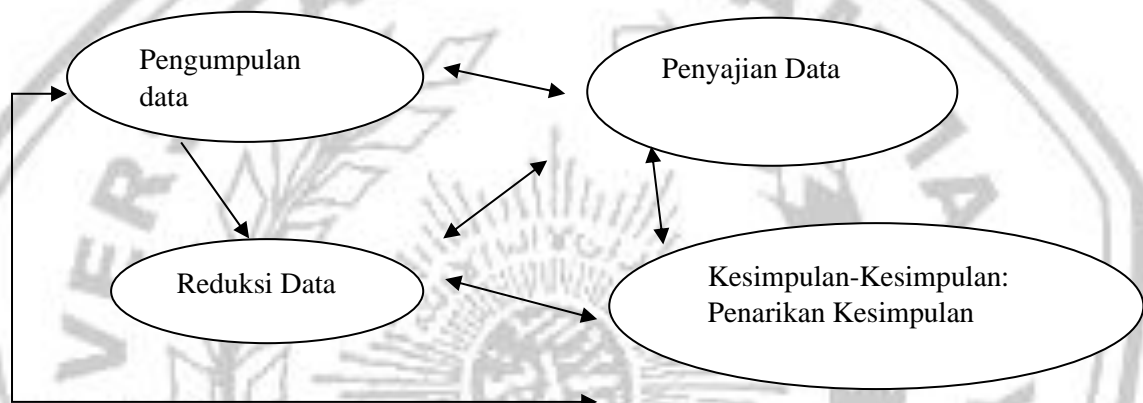 Pengumpulan
data
Penyajian Data
Reduksi Data
Kesimpulan-Kesimpulan:
Penarikan Kesimpulan